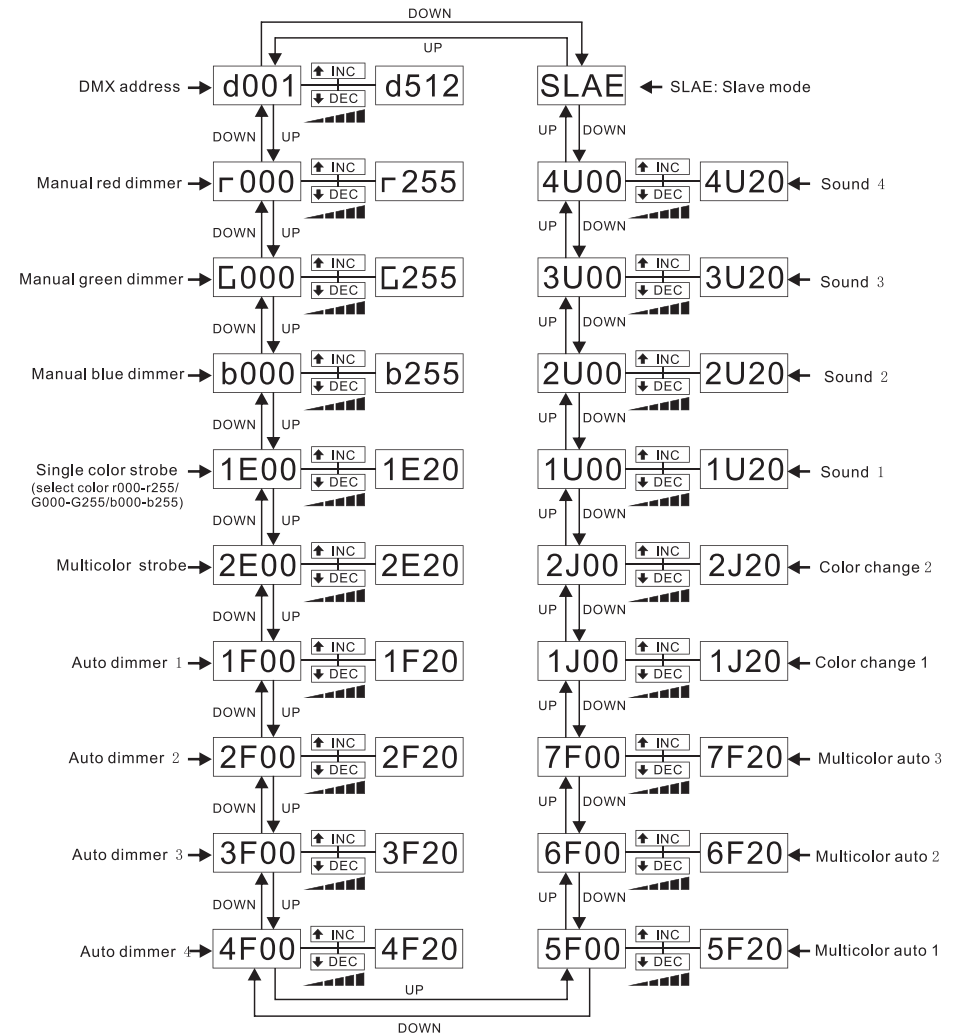 DOWN
UP
DMX address d001 INC DEC d512 SLAE SLAE: Slave mode
DOWN UP UP DOWN
Manual red dimmer r000 INC DEC r255 4U00 INC DEC 4U20 Sound 4
DOWN UP UP DOWN
Manual green dimmer G000 INC DEC G255 3U00 INC DEC 3U20 Sound 3
DOWN UP UP DOWN
Manual blue dimmer b000 INC DEC b255 2U00 INC DEC 2U20 Sound 2
DOWN UP UP DOWN
Single color strobe 1E00 INC DEC 1E20 1U00 INC DEC 1U20 Sound 1
(select color r000-r255/
G000-G255/b000-b255)
DOWN UP UP DOWN
Multicolor strobe 2E00 INC DEC 2E20 2J00 INC DEC 2J20 Color change 2
DOWN UP UP DOWN
Auto dimmer 1 1F00 INC DEC 1F20 1J00 INC DEC 1J20 Color change 1
DOWN UP UP DOWN
Auto dimmer 2 2F00 INC DEC 2F20 7F00 INC DEC 7F20 Multicolor auto 3
DOWN UP UP DOWN
Auto dimmer 3 3F00 INC DEC 3F20 6F00 INC DEC 6F20 Multicolor auto 2
DOWN UP UP DOWN
Auto dimmer 4 4F00 INC DEC 4F20 5F00 INC DEC 5F20 Multicolor auto 1
UP
DOWN